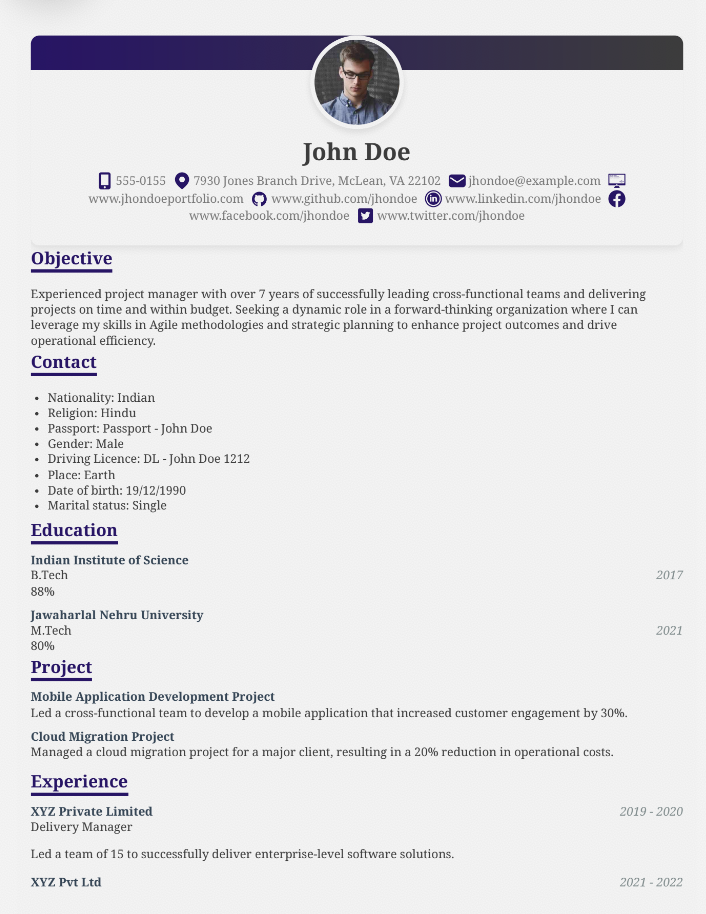 John Doe
555-0155 7930 Jones Branch Drive, McLean, VA 22102 jhondoe@example.com
www.jhondoeportfolio.com www.github.com/jhondoe www.linkedin.com/jhondoe
www.facebook.com/jhondoe www.twitter.com/jhondoe
Objective
Experienced project manager with over 7 years of successfully leading cross-functional teams and delivering
projects on time and within budget. Seeking a dynamic role in a forward-thinking organization where I can
leverage my skills in Agile methodologies and strategic planning to enhance project outcomes and drive
operational efficiency.
Contact
• Nationality: Indian
• Religion: Hindu
• Passport: Passport - John Doe
• Gender: Male
• Driving Licence: DL - John Doe 1212
• Place: Earth
• Date of birth: 19/12/1990
• Marital status: Single
Education
Indian Institute of Science
B.Tech 2017
88%
Jawaharlal Nehru University
M.Tech 2021
80%
Project
Mobile Application Development Project
Led a cross-functional team to develop a mobile application that increased customer engagement by 30%.
Cloud Migration Project
Managed a cloud migration project for a major client, resulting in a 20% reduction in operational costs.
Experience
XYZ Private Limited 2019 - 2020
Delivery Manager
Led a team of 15 to successfully deliver enterprise-level software solutions.
XYZ Pvt Ltd 2021 - 2022